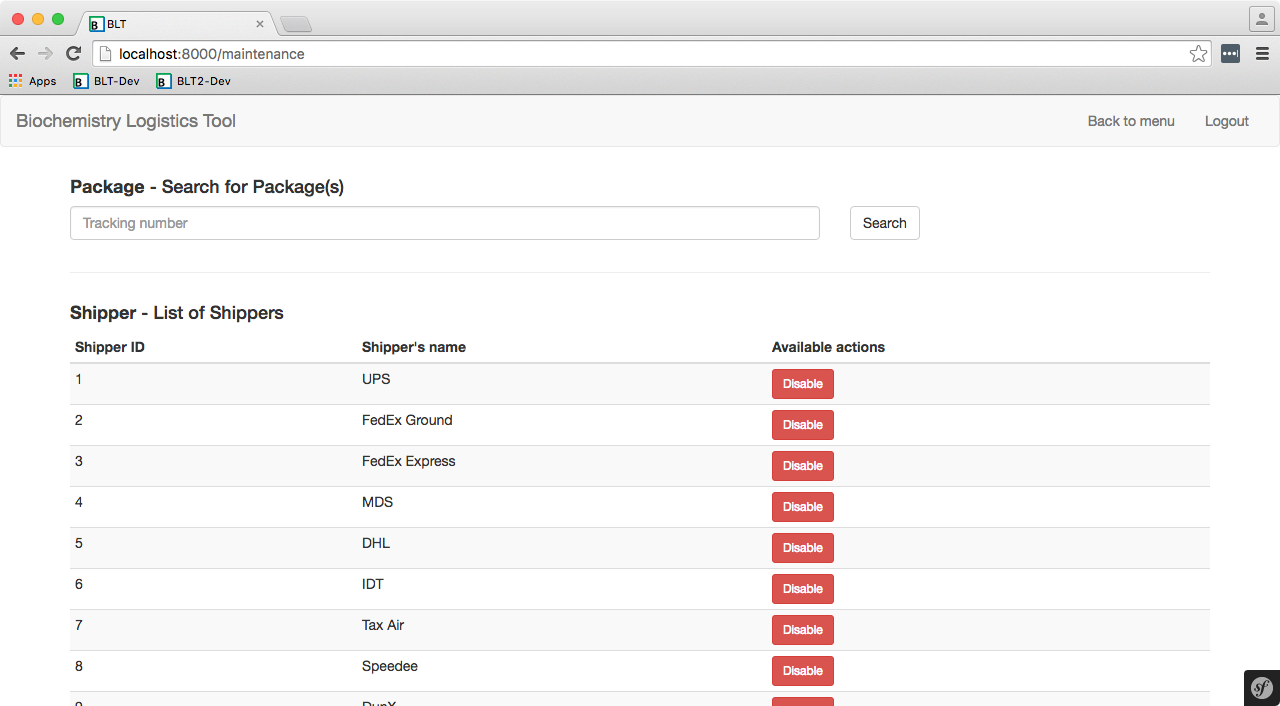 BLT
localhost:8000/maintenance
Apps BLT-Dev BLT2-Dev
Biochemistry Logistics Tool Back to menu Logout
Package - Search for Package(s)
Tracking number Search
Shipper - List of Shippers
Shipper ID Shipper's name Available actions
1 UPS Disable
2 FedEx Ground Disable
3 FedEx Express Disable
4 MDS Disable
5 DHL Disable
6 IDT Disable
7 Tax Air Disable
8 Speedee Disable
sf